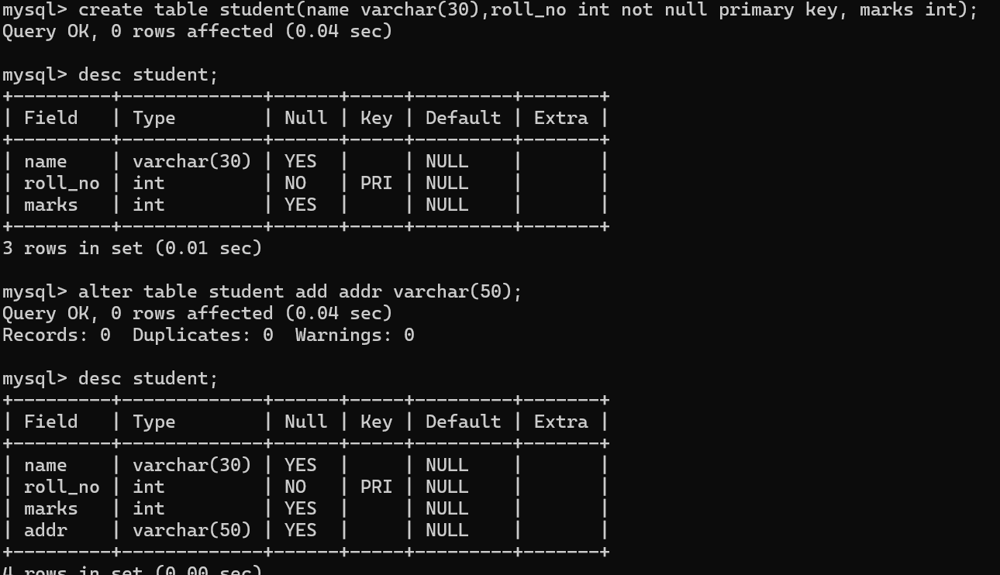 mysql> create table student(name varchar(30),roll_no int not null primary key, marks int);
Query OK, 0 rows affected (0.04 sec)

mysql> desc student;
+---------+-------------+------+-----+---------+-------+
| Field   | Type        | Null | Key | Default | Extra |
+---------+-------------+------+-----+---------+-------+
| name    | varchar(30) | YES  |     | NULL    |       |
| roll_no | int         | NO   | PRI | NULL    |       |
| marks   | int         | YES  |     | NULL    |       |
+---------+-------------+------+-----+---------+-------+
3 rows in set (0.01 sec)

mysql> alter table student add addr varchar(50);
Query OK, 0 rows affected (0.04 sec)
Records: 0  Duplicates: 0  Warnings: 0

mysql> desc student;
+---------+-------------+------+-----+---------+-------+
| Field   | Type        | Null | Key | Default | Extra |
+---------+-------------+------+-----+---------+-------+
| name    | varchar(30) | YES  |     | NULL    |       |
| roll_no | int         | NO   | PRI | NULL    |       |
| marks   | int         | YES  |     | NULL    |       |
| addr    | varchar(50) | YES  |     | NULL    |       |
+---------+-------------+------+-----+---------+-------+
4 rows in set (0.00 sec)